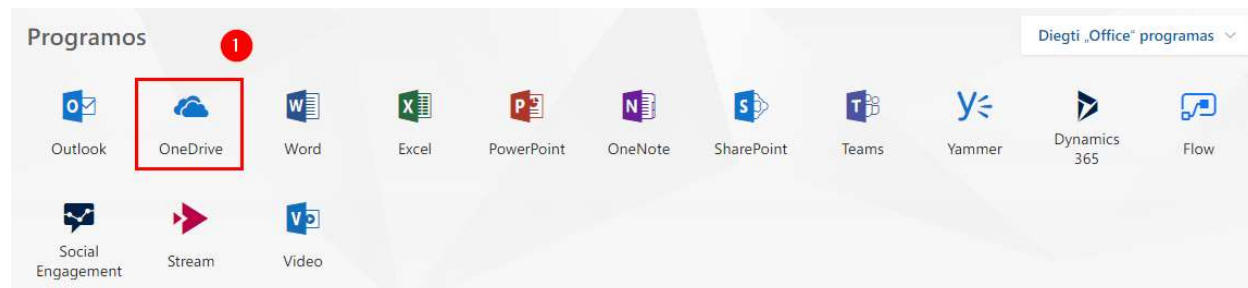 Programos
1
Diegti „Office“ programas
Outlook
OneDrive
Word
Excel
PowerPoint
OneNote
SharePoint
Teams
Yammer
Dynamics
365
Flow
Social
Engagement
Stream
Video